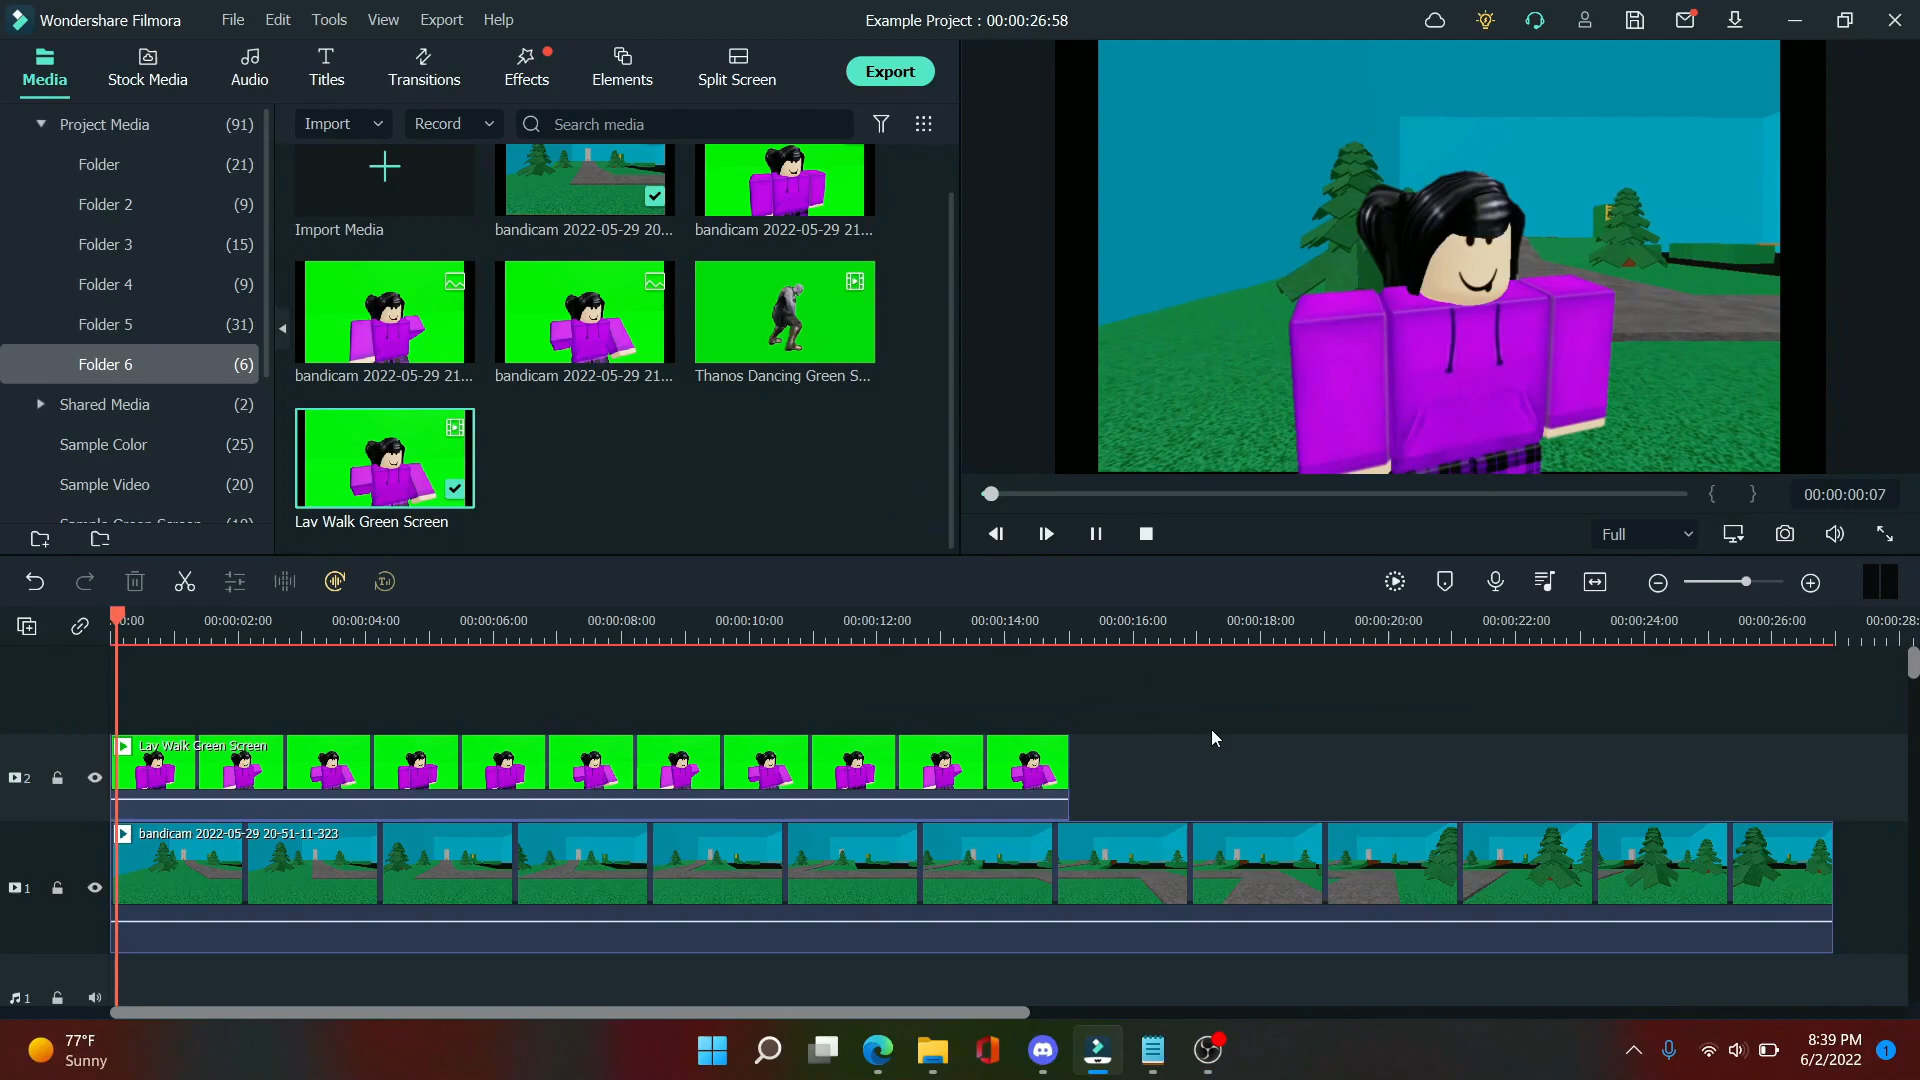 Wondershare Filmora
File Edit Tools View Export Help
Example Project : 00:00:26:58
Media
Stock Media
Audio
Titles
Transitions
Effects
Elements
Split Screen
Export
Project Media (91)
Folder (21)
Folder 2 (9)
Folder 3 (15)
Folder 4 (9)
Folder 5 (31)
Folder 6 (6)
Shared Media (2)
Sample Color (25)
Sample Video (20)
Import
Record
Search media
Import Media
bandicam 2022-05-29 20...
bandicam 2022-05-29 21...
bandicam 2022-05-29 21...
bandicam 2022-05-29 21...
Thanos Dancing Green S...
Lav Walk Green Screen
{ }
00:00:00:07
Full
:00 00:00:02:00 00:00:04:00 00:00:06:00 00:00:08:00 00:00:10:00 00:00:12:00 00:00:14:00 00:00:16:00 00:00:18:00 00:00:20:00 00:00:22:00 00:00:24:00 00:00:26:00 00:00:28:
Lav Walk Green Screen
2
bandicam 2022-05-29 20-51-11-323
1
1
77°F
Sunny
8:39 PM
6/2/2022
1